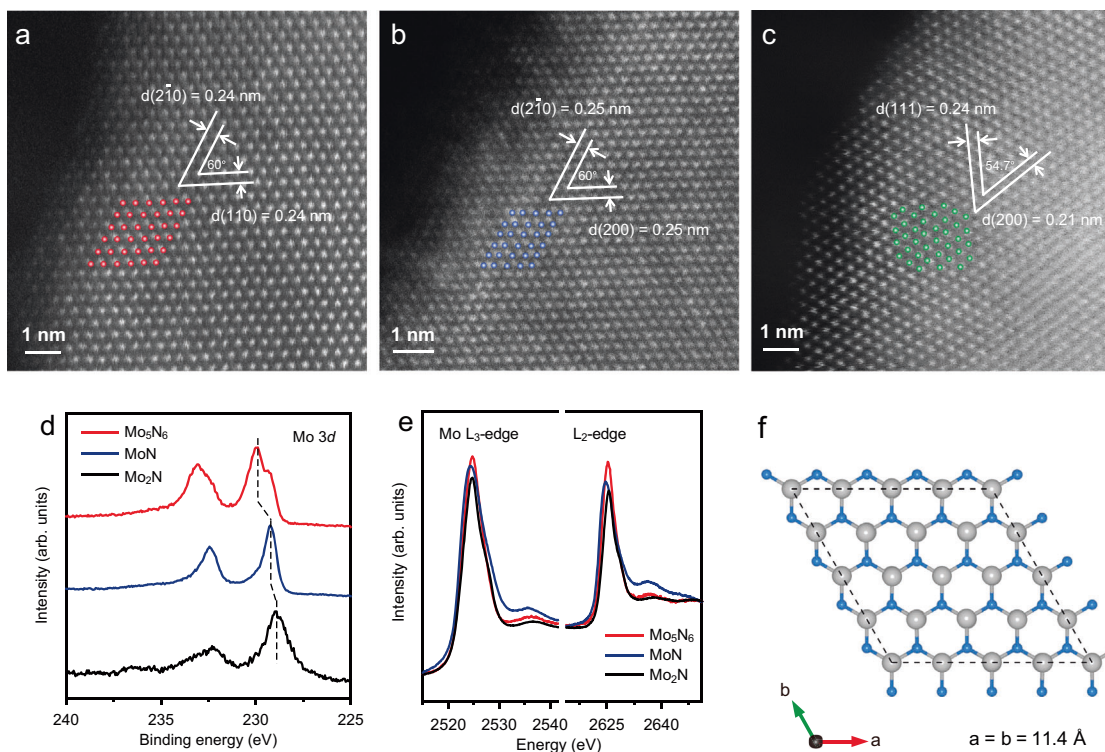 a
d(21̄0) = 0.24 nm
60°
d(110) = 0.24 nm
1 nm
b
d(21̄0) = 0.25 nm
60°
d(200) = 0.25 nm
1 nm
c
d(111) = 0.24 nm
54.7°
d(200) = 0.21 nm
1 nm
d
Mo₅N₆
MoN
Mo₂N
Mo 3d
Intensity (arb. units)
240 235 230 225
Binding energy (eV)
e
Mo L₃-edge
L₂-edge
Intensity (arb. units)
Mo₅N₆
MoN
Mo₂N
2520 2530 2540 2625 2640
Energy (eV)
f
b
a
a = b = 11.4 Å